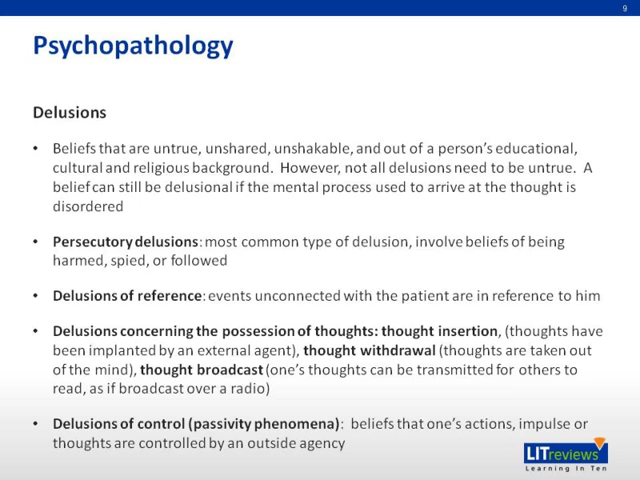 9
Psychopathology
Delusions
• Beliefs that are untrue, unshared, unshakable, and out of a person's educational,
cultural and religious background. However, not all delusions need to be untrue. A
belief can still be delusional if the mental process used to arrive at the thought is
disordered
• Persecutory delusions: most common type of delusion, involve beliefs of being
harmed, spied, or followed
• Delusions of reference: events unconnected with the patient are in reference to him
• Delusions concerning the possession of thoughts: thought insertion, (thoughts have
been implanted by an external agent), thought withdrawal (thoughts are taken out
of the mind), thought broadcast (one's thoughts can be transmitted for others to
read, as if broadcast over a radio)
• Delusions of control (passivity phenomena): beliefs that one's actions, impulse or
thoughts are controlled by an outside agency
LITreviews
Learning In Ten